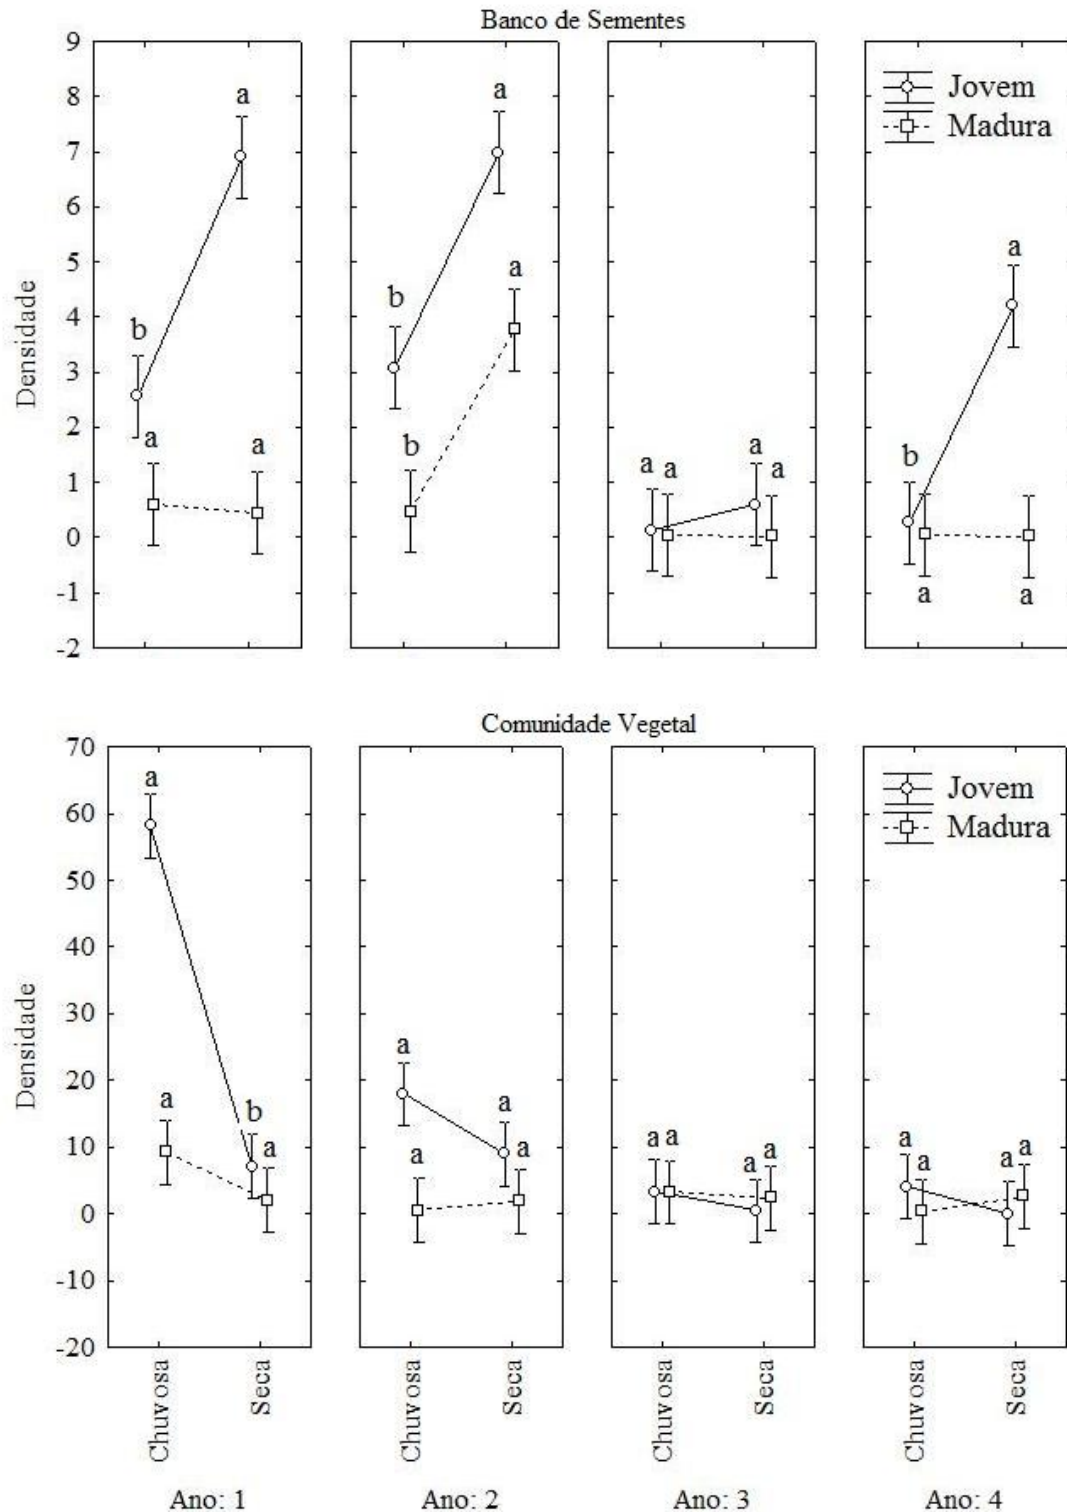 Banco de Sementes
9
8
7
6
5
4
3
2
1
0
-1
-2
Densidade
b
a
a
a
b
a
b
a
a
a
a
a
Jovem
Madura
b
a
a
a
Comunidade Vegetal
70
60
50
40
30
20
10
0
-10
-20
Densidade
a
a
b
a
a
a
a
a
a
a
a
a
Jovem
Madura
a
a
a
a
Chuvosa
Seca
Chuvosa
Seca
Chuvosa
Seca
Chuvosa
Seca
Ano: 1
Ano: 2
Ano: 3
Ano: 4